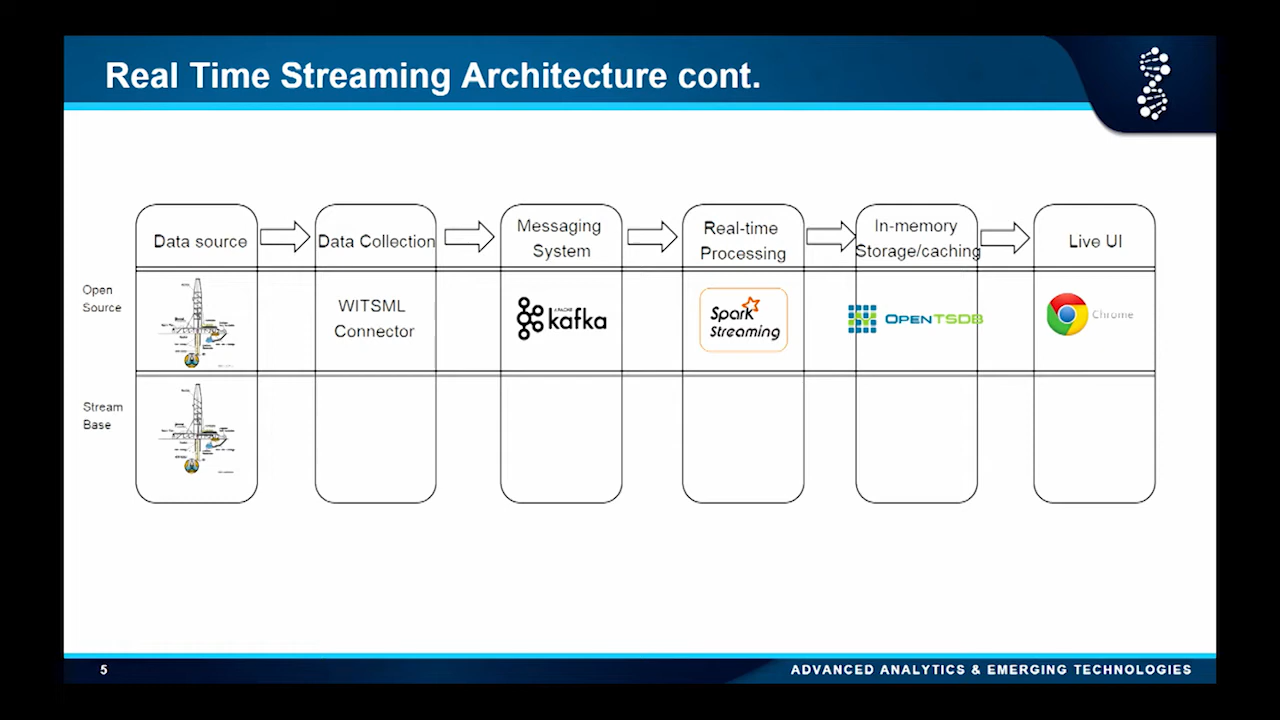 Real Time Streaming Architecture cont.
Data source
Data Collection
Messaging
System
Real-time
Processing
In-memory
Storage/caching
Live UI
Open
Source
WITSML
Connector
APACHE
kafka
Spark
Streaming
OPENTSDB
Chrome
Stream
Base
5
ADVANCED ANALYTICS & EMERGING TECHNOLOGIES